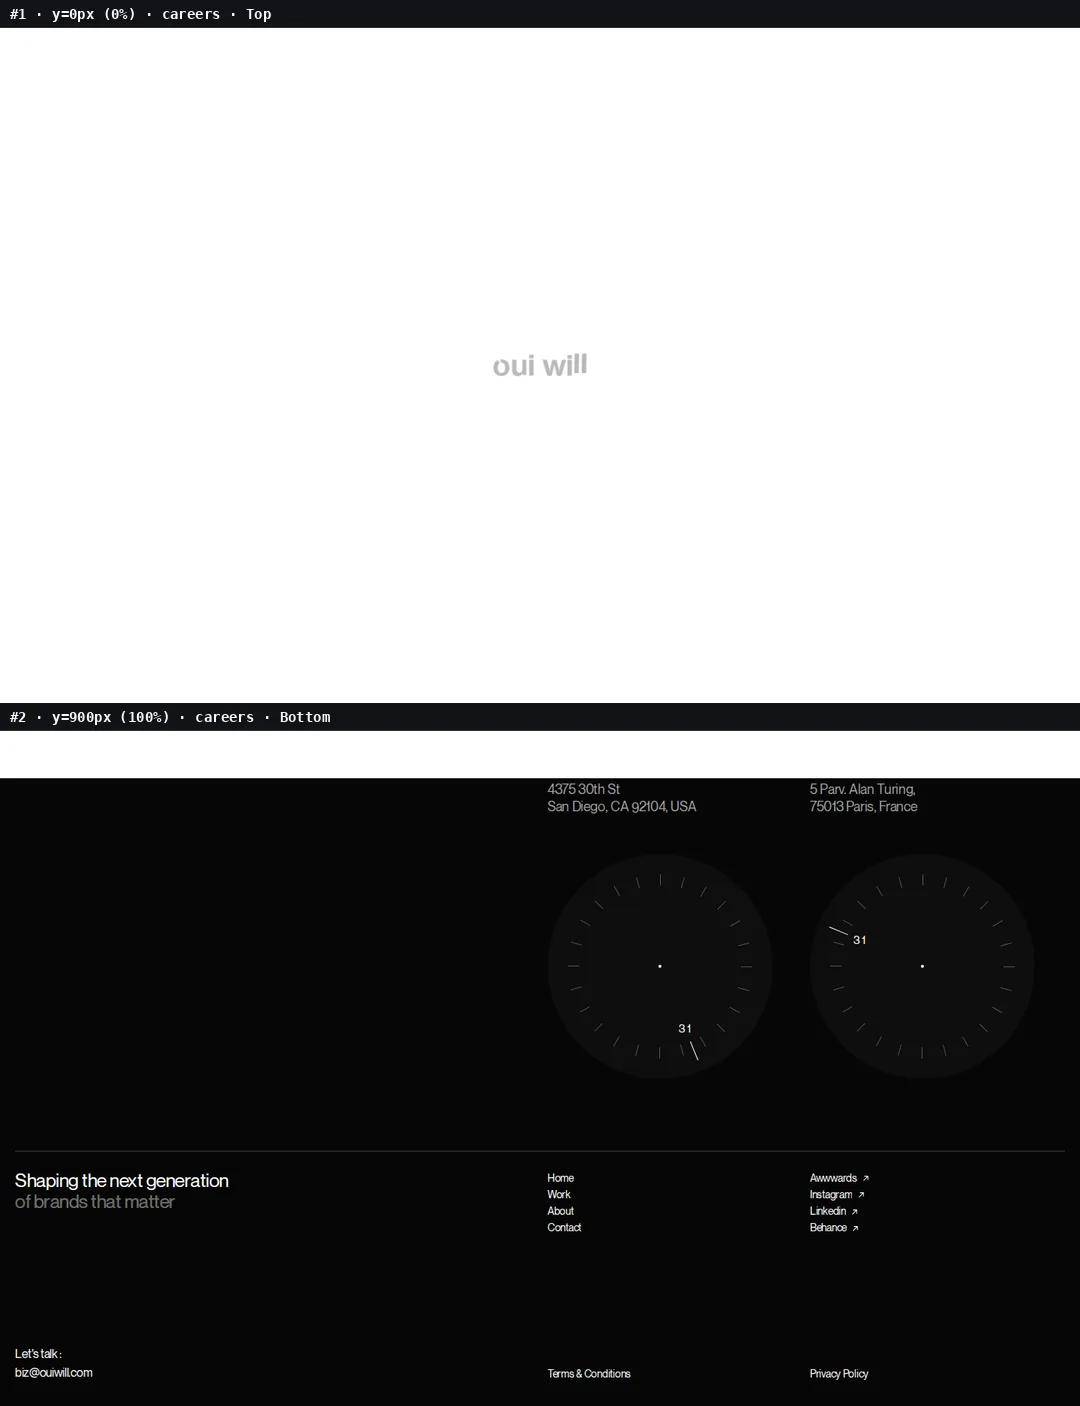 #1 · y=0px (0%) · careers · Top
oui will
#2 · y=900px (100%) · careers · Bottom
4375 30th St
San Diego, CA 92104, USA
5 Parv. Alan Turing,
75013 Paris, France
31
31
Shaping the next generation
of brands that matter
Home
Work
About
Contact
Awwwards ↗
Instagram ↗
Linkedin ↗
Behance ↗
Let's talk:
biz@ouiwill.com
Terms & Conditions
Privacy Policy